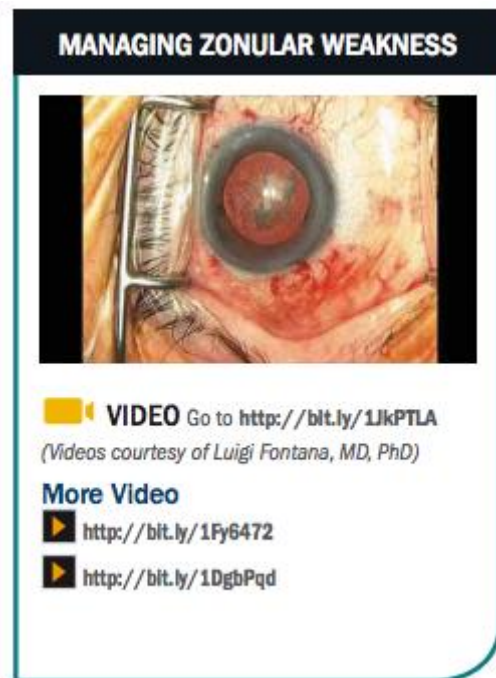 MANAGING ZONULAR WEAKNESS
VIDEO Go to http://bit.ly/1JkPTLA
(Videos courtesy of Luigi Fontana, MD, PhD)
More Video
http://bit.ly/1Fy6472
http://bit.ly/1DgbPqd